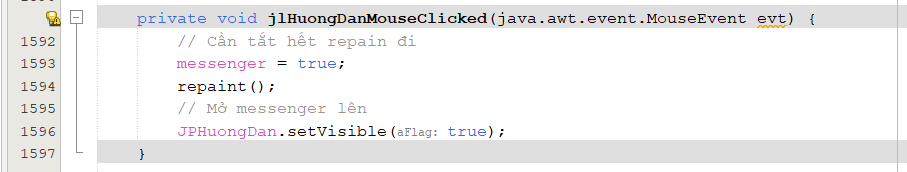 private void jlHuongDanMouseClicked(java.awt.event.MouseEvent evt) {
1592 // Cần tắt hết repain đi
1593 messenger = true;
1594 repaint();
1595 // Mở messenger lên
1596 JPHuongDan.setVisible(aFlag: true);
1597 }